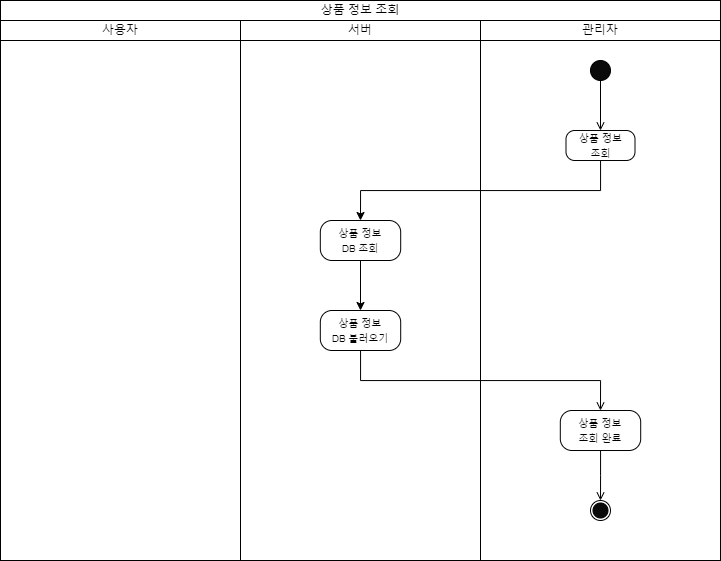 상품 정보 조회
사용자
서버
관리자
상품 정보
조회
상품 정보
DB 조회
상품 정보
DB 불러오기
상품 정보
조회 완료